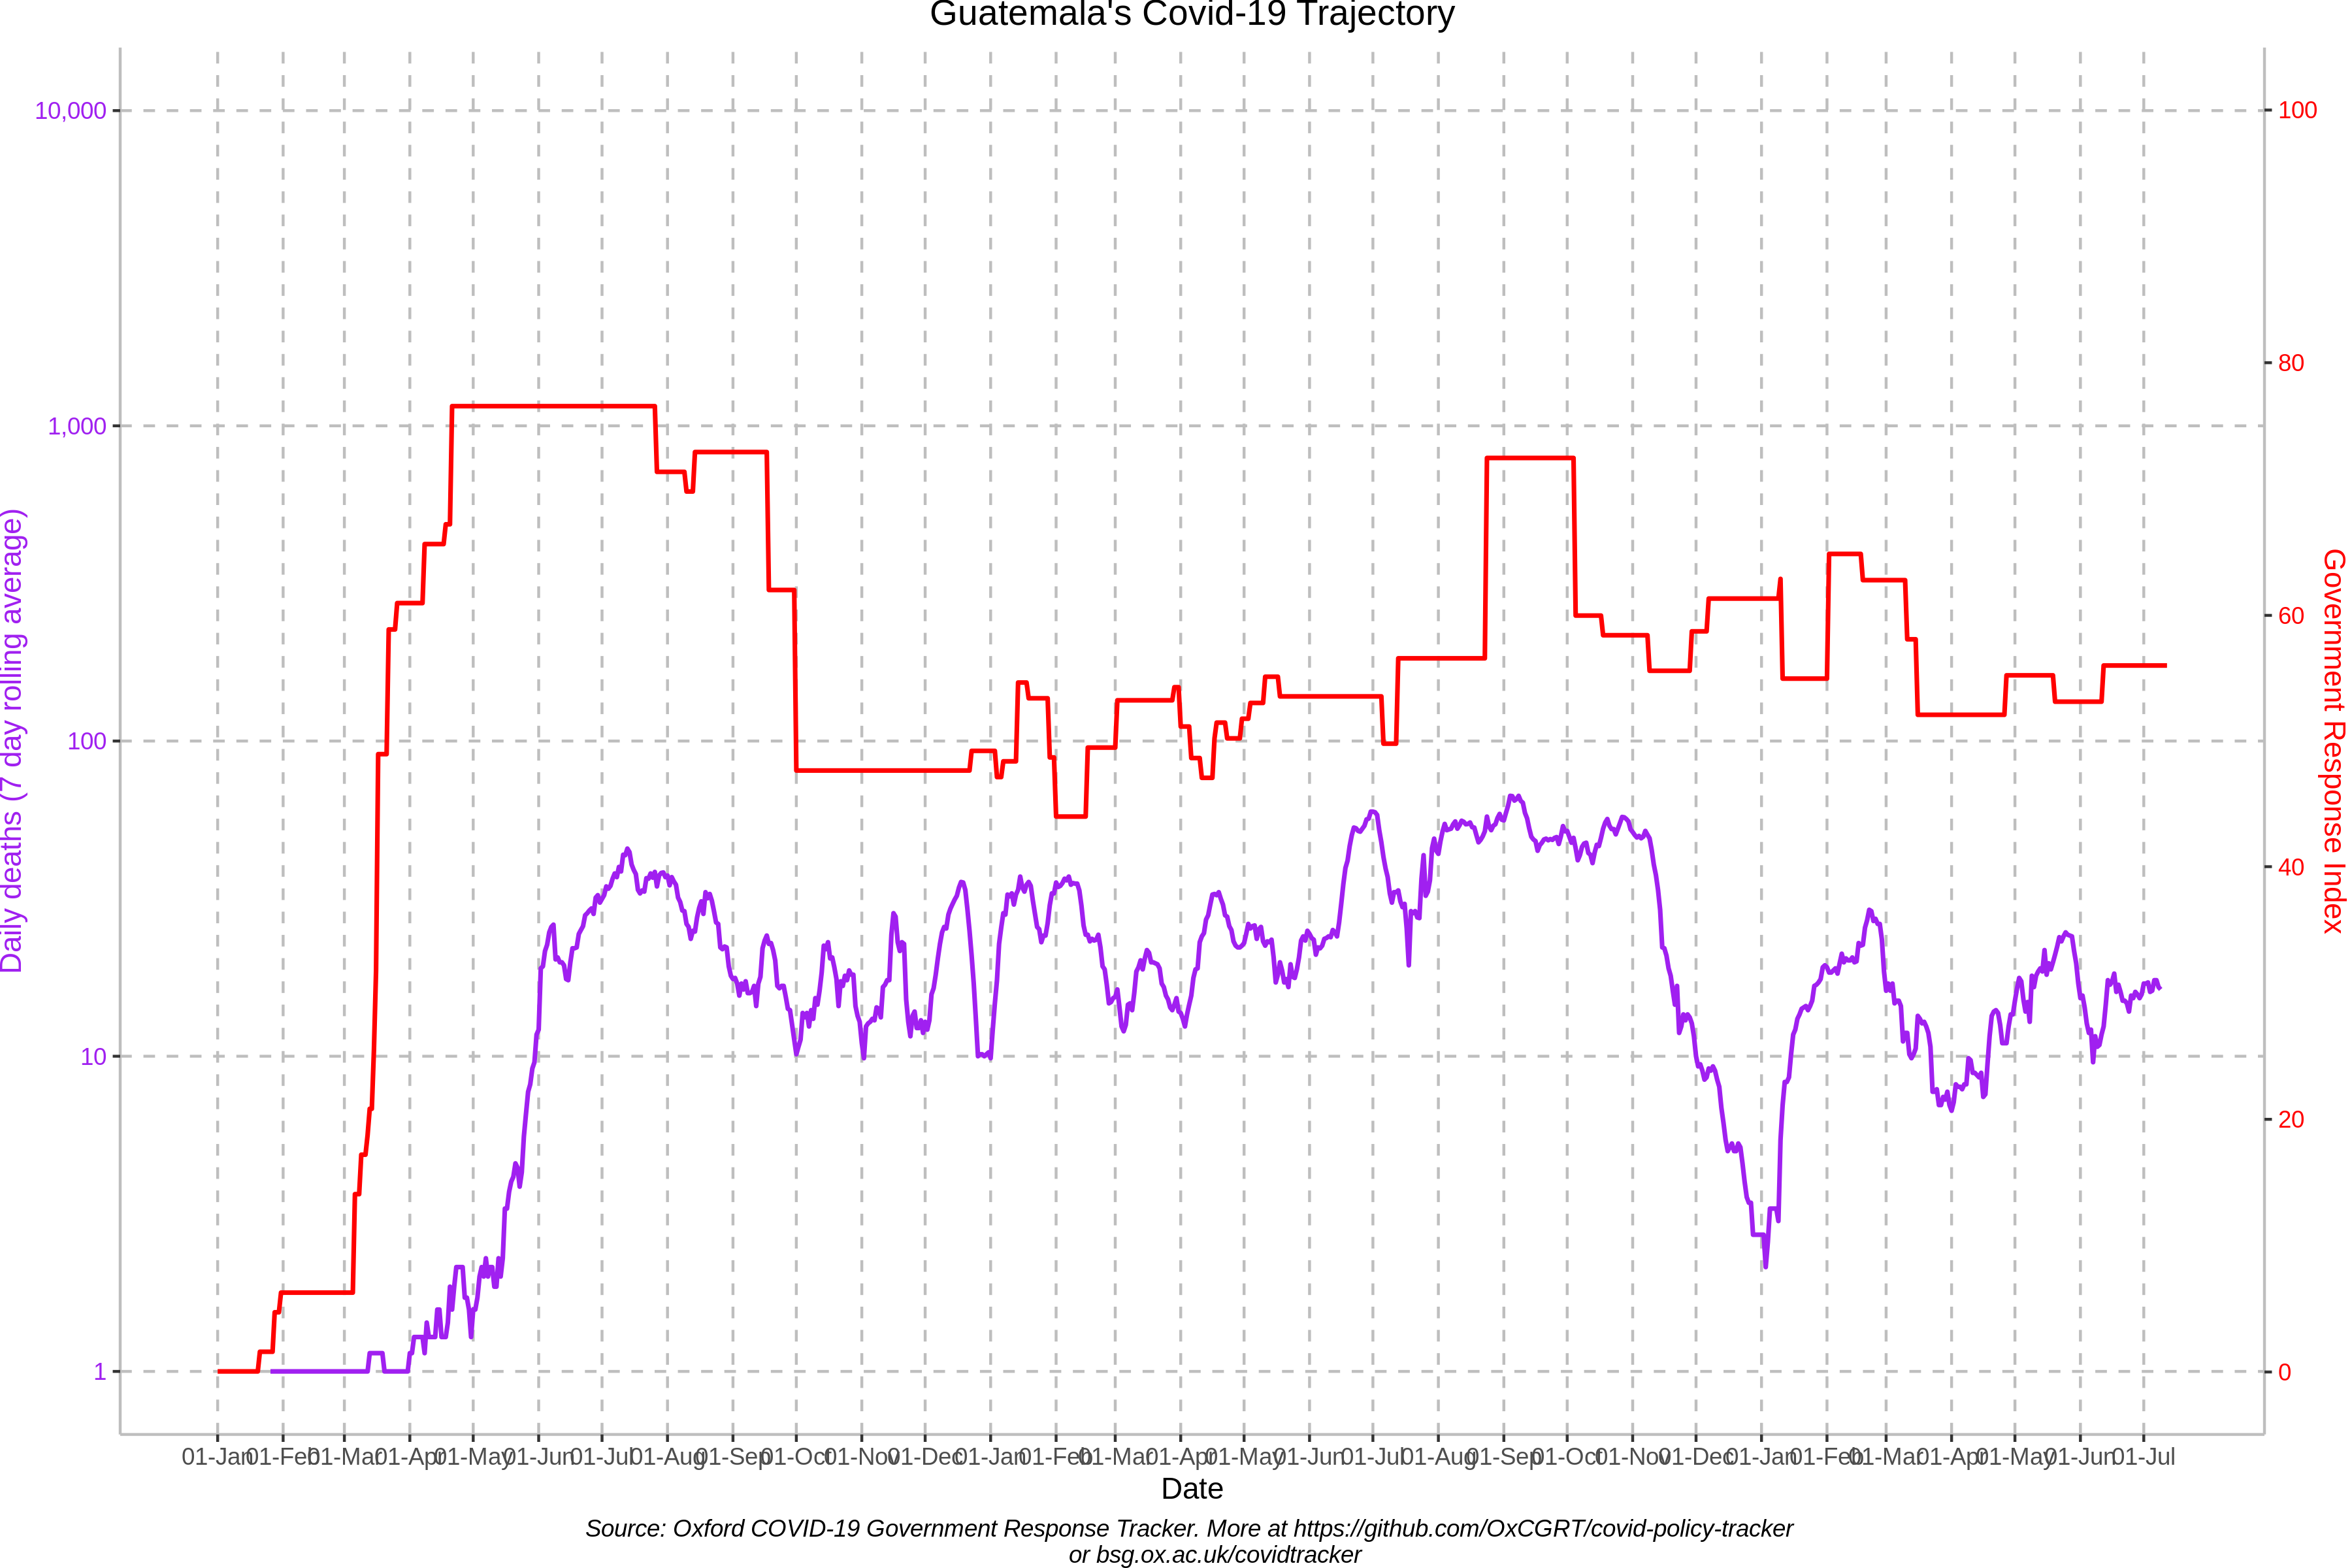 Guatemala's Covid-19 Trajectory
Daily deaths (7 day rolling average)
10,000
1,000
100
10
1
100
80
60
40
20
0
Government Response Index
01-Jan 01-Feb 01-Mar 01-Apr 01-May 01-Jun 01-Jul 01-Aug 01-Sep 01-Oct 01-Nov 01-Dec 01-Jan 01-Feb 01-Mar 01-Apr 01-May 01-Jun 01-Jul 01-Aug 01-Sep 01-Oct 01-Nov 01-Dec 01-Jan 01-Feb 01-Mar 01-Apr 01-May 01-Jun 01-Jul
Date
Source: Oxford COVID-19 Government Response Tracker. More at https://github.com/OxCGRT/covid-policy-tracker
or bsg.ox.ac.uk/covidtracker